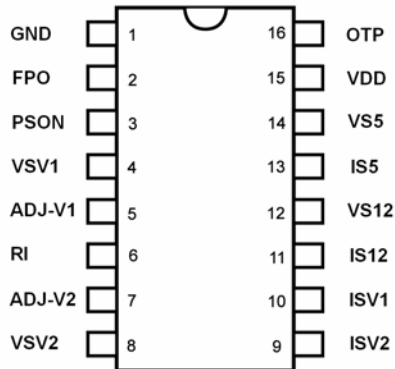 GND 1 16 OTP
FPO 2 15 VDD
PSON 3 14 VS5
VSV1 4 13 IS5
ADJ-V1 5 12 VS12
RI 6 11 IS12
ADJ-V2 7 10 ISV1
VSV2 8 9 ISV2